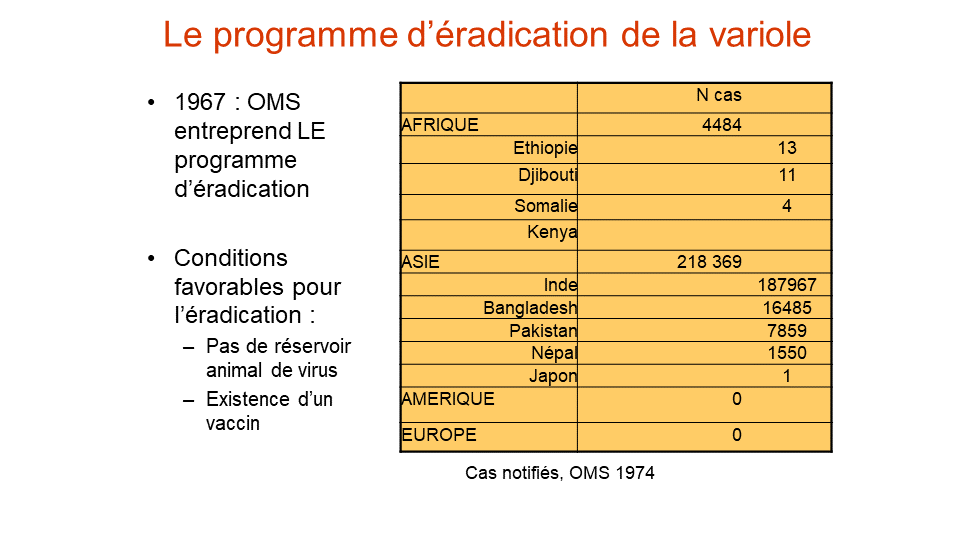 Le programme d’éradication de la variole
• 1967 : OMS
entreprend LE
programme
d’éradication
• Conditions
favorables pour
l’éradication :
– Pas de réservoir
animal de virus
– Existence d’un
vaccin
N cas
AFRIQUE 4484
Ethiopie 13
Djibouti 11
Somalie 4
Kenya
ASIE 218 369
Inde 187967
Bangladesh 16485
Pakistan 7859
Népal 1550
Japon 1
AMERIQUE 0
EUROPE 0
Cas notifiés, OMS 1974